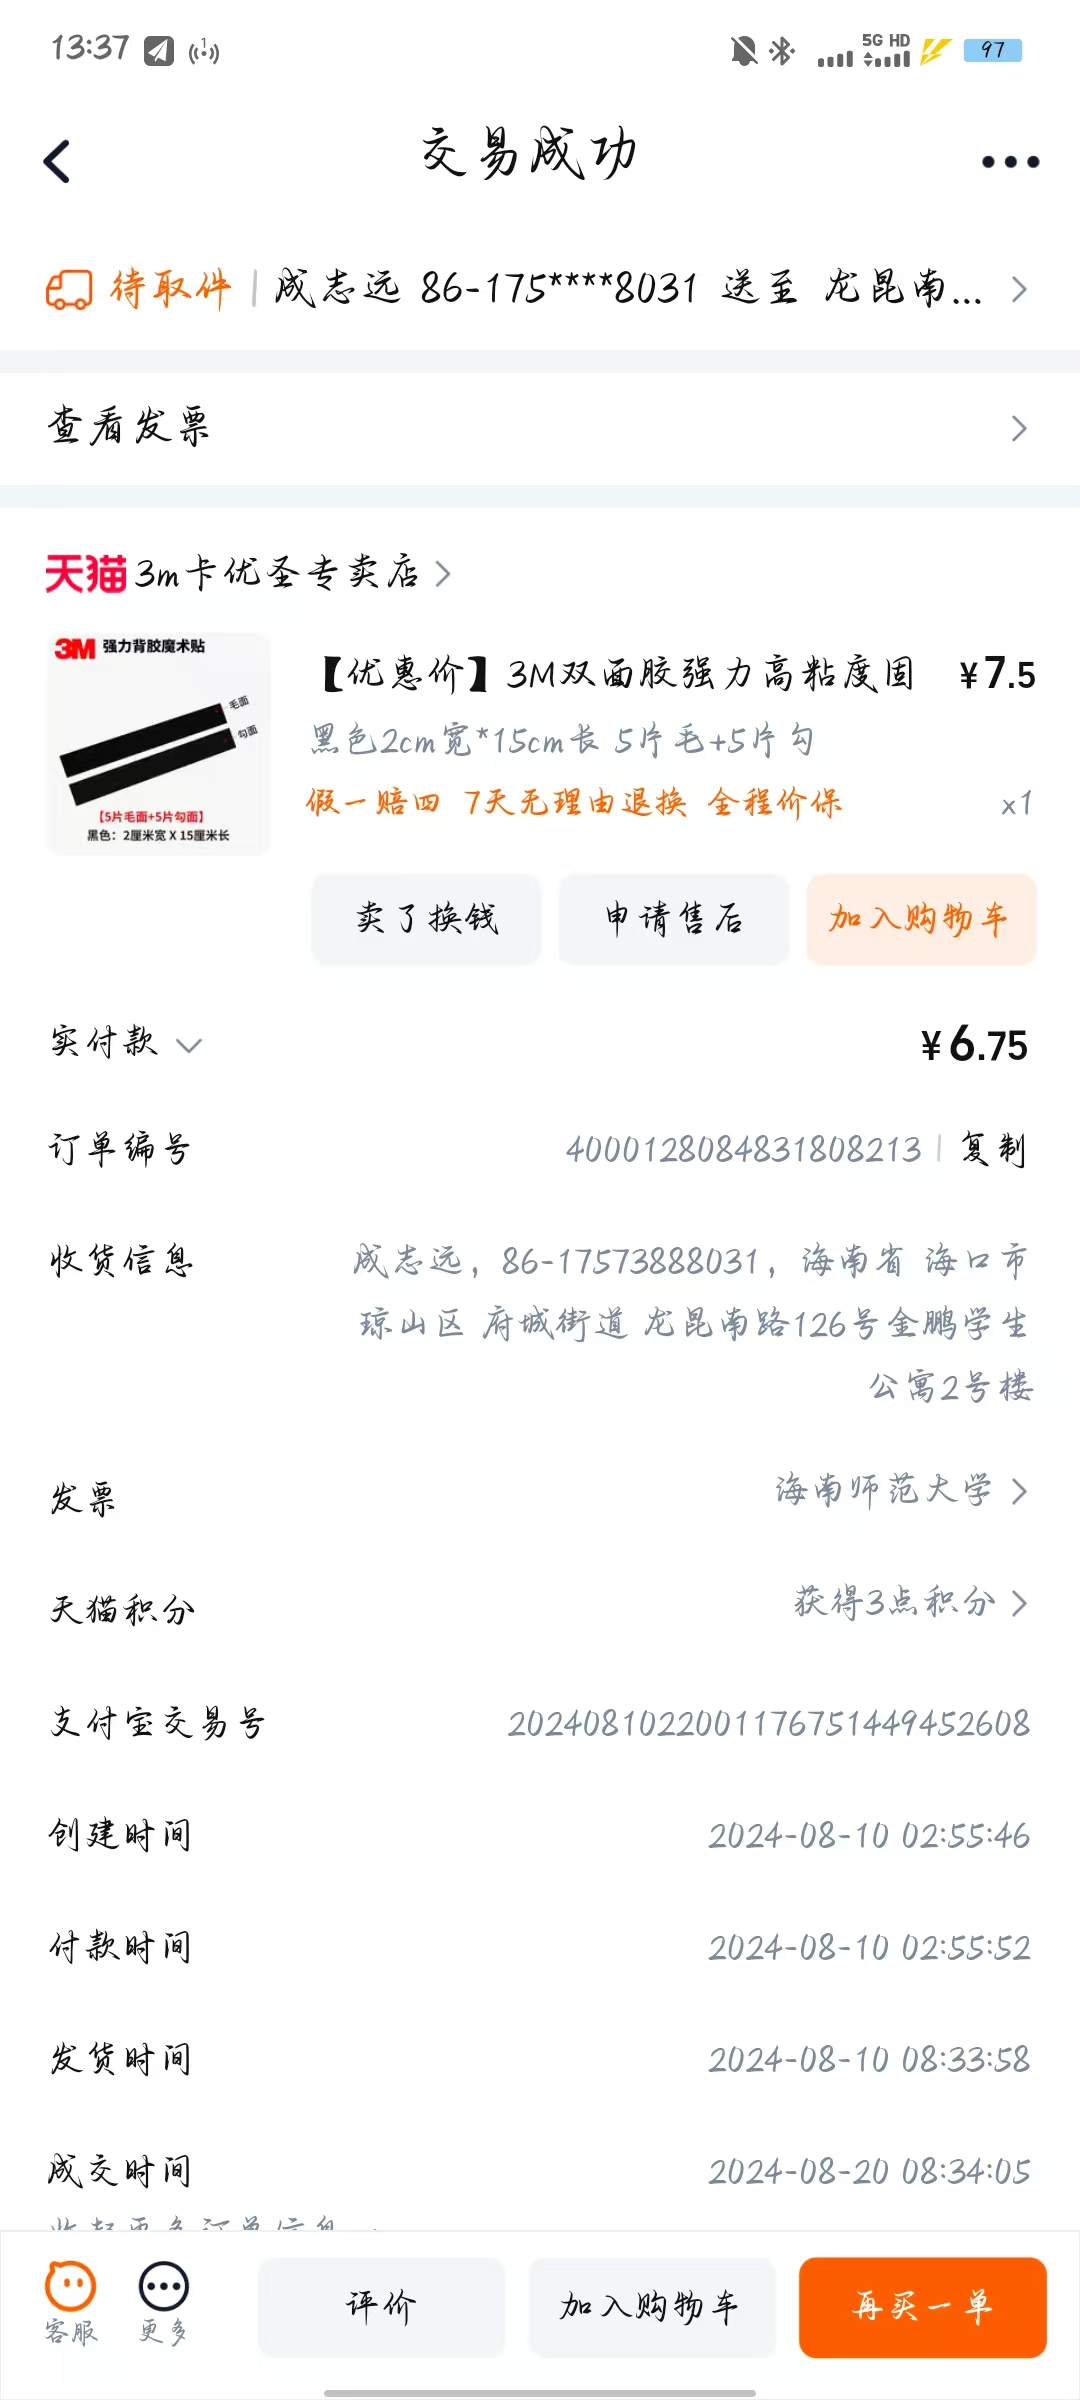 13:37
5G HD
97
交易成功
待取件 | 成志远 86-175****8031 送至 龙昆南...
查看发票
天猫 3m卡优圣专卖店
3M 强力背胶魔术贴
毛面
勾面
【5片毛面+5片勾面】
黑色：2厘米宽 X 15厘米长
【优惠价】3M双面胶强力高粘度固 ¥7.5
黑色2cm宽*15cm长 5片毛+5片勾
假一赔四 7天无理由退换 全程价保 x1
卖了换钱 申请售后 加入购物车
实付款 ¥6.75
订单编号 4000128084831808213 | 复制
收货信息 成志远，86-17573888031，海南省 海口市
琼山区 府城街道 龙昆南路126号金鹏学生
公寓2号楼
发票 海南师范大学
天猫积分 获得3点积分
支付宝交易号 2024081022001176751449452608
创建时间 2024-08-10 02:55:46
付款时间 2024-08-10 02:55:52
发货时间 2024-08-10 08:33:58
成交时间 2024-08-20 08:34:05
客服 更多 评价 加入购物车 再买一单